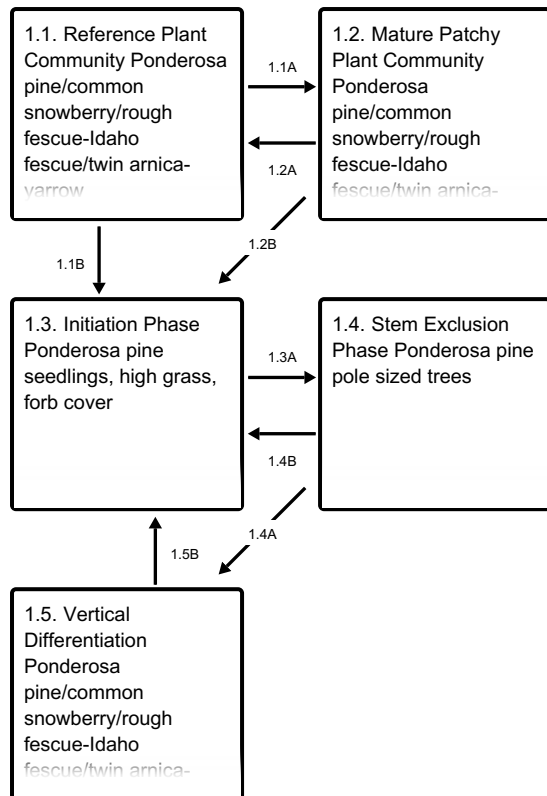 1.1. Reference Plant
Community Ponderosa
pine/common
snowberry/rough
fescue-Idaho
fescue/twin arnica-
yarrow
1.1A
1.2. Mature Patchy
Plant Community
Ponderosa
pine/common
snowberry/rough
fescue-Idaho
fescue/twin arnica-
1.2A
1.2B
1.1B
1.3. Initiation Phase
Ponderosa pine
seedlings, high grass,
forb cover
1.3A
1.4. Stem Exclusion
Phase Ponderosa pine
pole sized trees
1.4B
1.4A
1.5B
1.5. Vertical
Differentiation
Ponderosa
pine/common
snowberry/rough
fescue-Idaho
fescue/twin arnica-